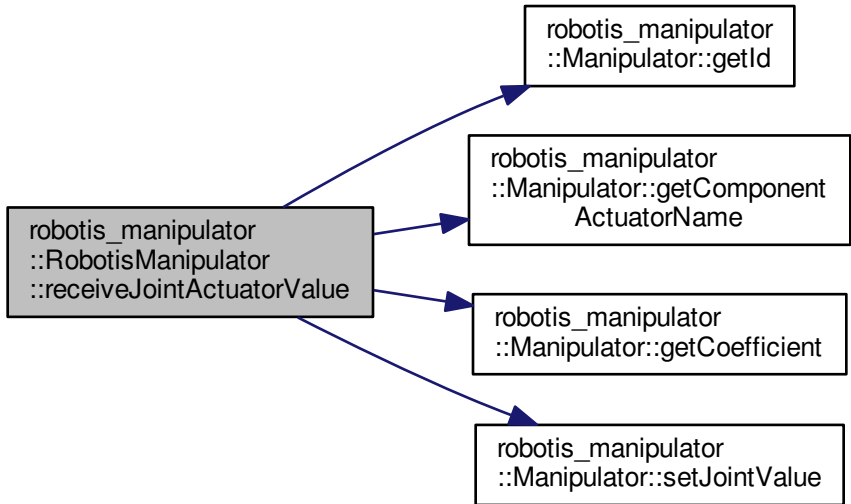 robotis_manipulator
::Manipulator::getId
robotis_manipulator
::Manipulator::getComponent
ActuatorName
robotis_manipulator
::RobotisManipulator
::receiveJointActuatorValue
robotis_manipulator
::Manipulator::getCoefficient
robotis_manipulator
::Manipulator::setJointValue